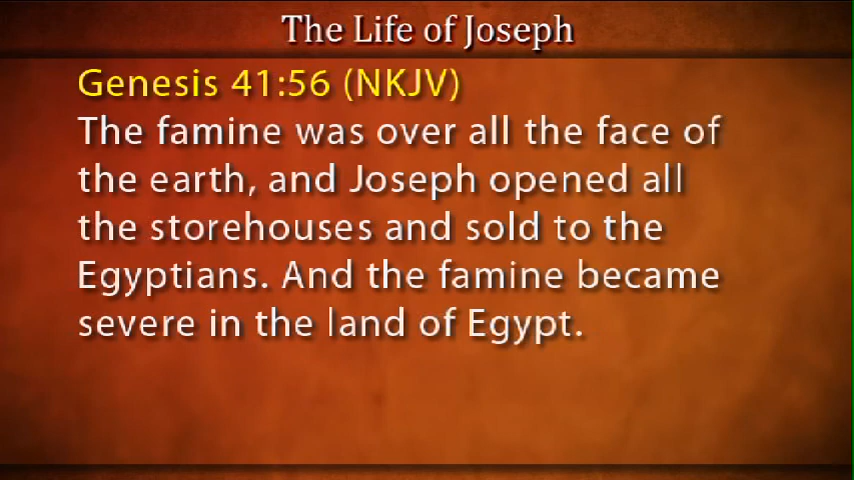 The Life of Joseph
Genesis 41:56 (NKJV)
The famine was over all the face of
the earth, and Joseph opened all
the storehouses and sold to the
Egyptians. And the famine became
severe in the land of Egypt.